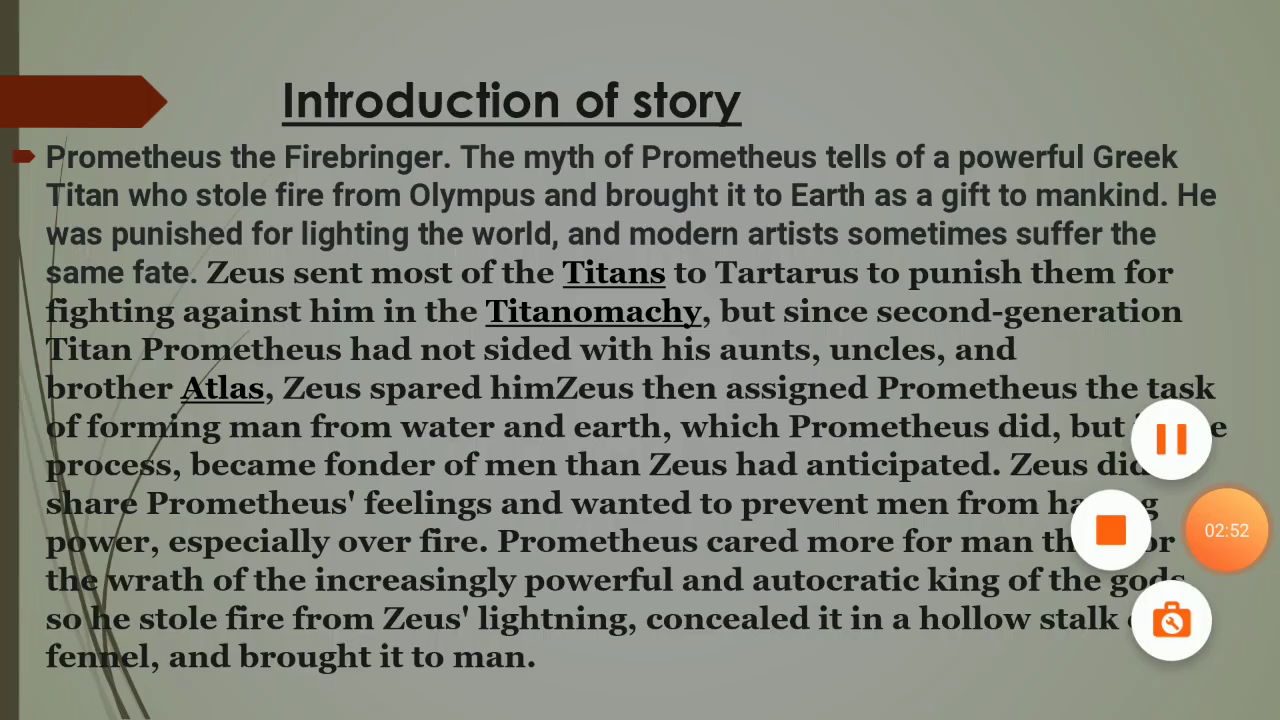 Introduction of story
Prometheus the Firebringer. The myth of Prometheus tells of a powerful Greek
Titan who stole fire from Olympus and brought it to Earth as a gift to mankind. He
was punished for lighting the world, and modern artists sometimes suffer the
same fate. Zeus sent most of the Titans to Tartarus to punish them for
fighting against him in the Titanomachy, but since second-generation
Titan Prometheus had not sided with his aunts, uncles, and
brother Atlas, Zeus spared himZeus then assigned Prometheus the task
of forming man from water and earth, which Prometheus did, but
process, became fonder of men than Zeus had anticipated. Zeus did
share Prometheus' feelings and wanted to prevent men from
power, especially over fire. Prometheus cared more for man
the wrath of the increasingly powerful and autocratic king of the gods
so he stole fire from Zeus' lightning, concealed it in a hollow stalk
fennel, and brought it to man.
02:52